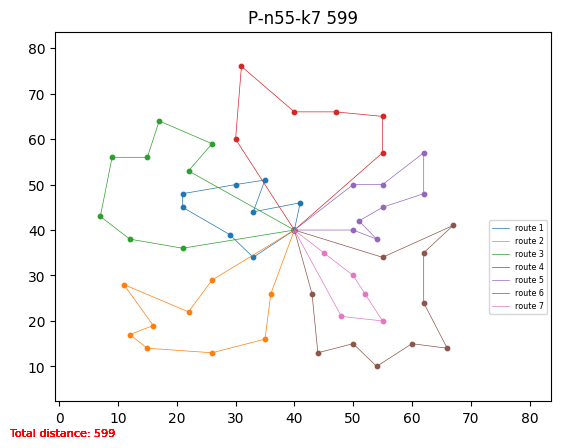 P-n55-k7 599
80
70
60
50
40
30
20
10
0 10 20 30 40 50 60 70 80
route 1
route 2
route 3
route 4
route 5
route 6
route 7
Total distance: 599